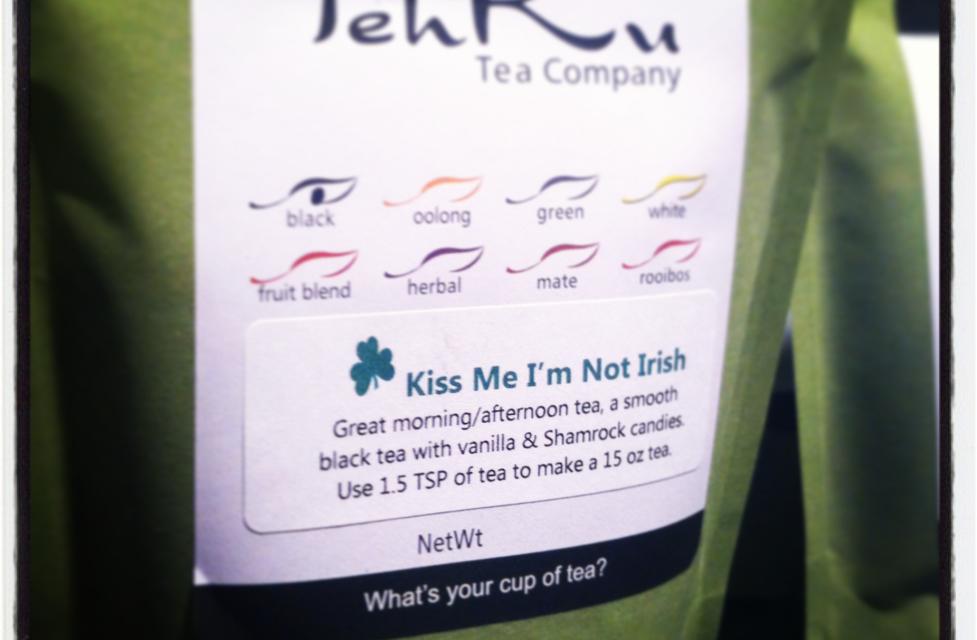 TehKu
Tea Company
black oolong green white
fruit blend herbal mate rooibos
Kiss Me I'm Not Irish
Great morning/afternoon tea, a smooth
black tea with vanilla & Shamrock candies.
Use 1.5 TSP of tea to make a 15 oz tea.
NetWt
What's your cup of tea?